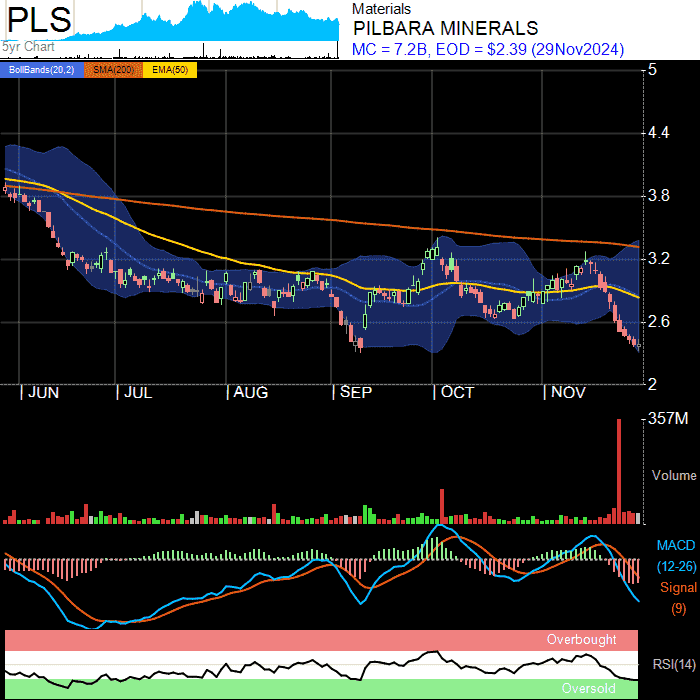 PLS
5yr Chart
Materials
PILBARA MINERALS
MC = 7.2B, EOD = $2.39 (29Nov2024)
BollBands(20,2) SMA(200) EMA(50)
5
4.4
3.8
3.2
2.6
2
JUN JUL AUG SEP OCT NOV
357M
Volume
MACD
(12-26)
Signal
(9)
Overbought
RSI(14)
Oversold